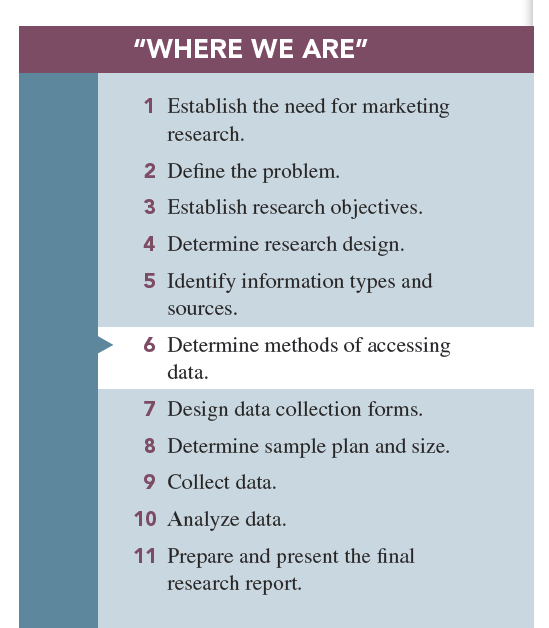 “WHERE WE ARE”
1 Establish the need for marketing
research.
2 Define the problem.
3 Establish research objectives.
4 Determine research design.
5 Identify information types and
sources.
6 Determine methods of accessing
data.
7 Design data collection forms.
8 Determine sample plan and size.
9 Collect data.
10 Analyze data.
11 Prepare and present the final
research report.